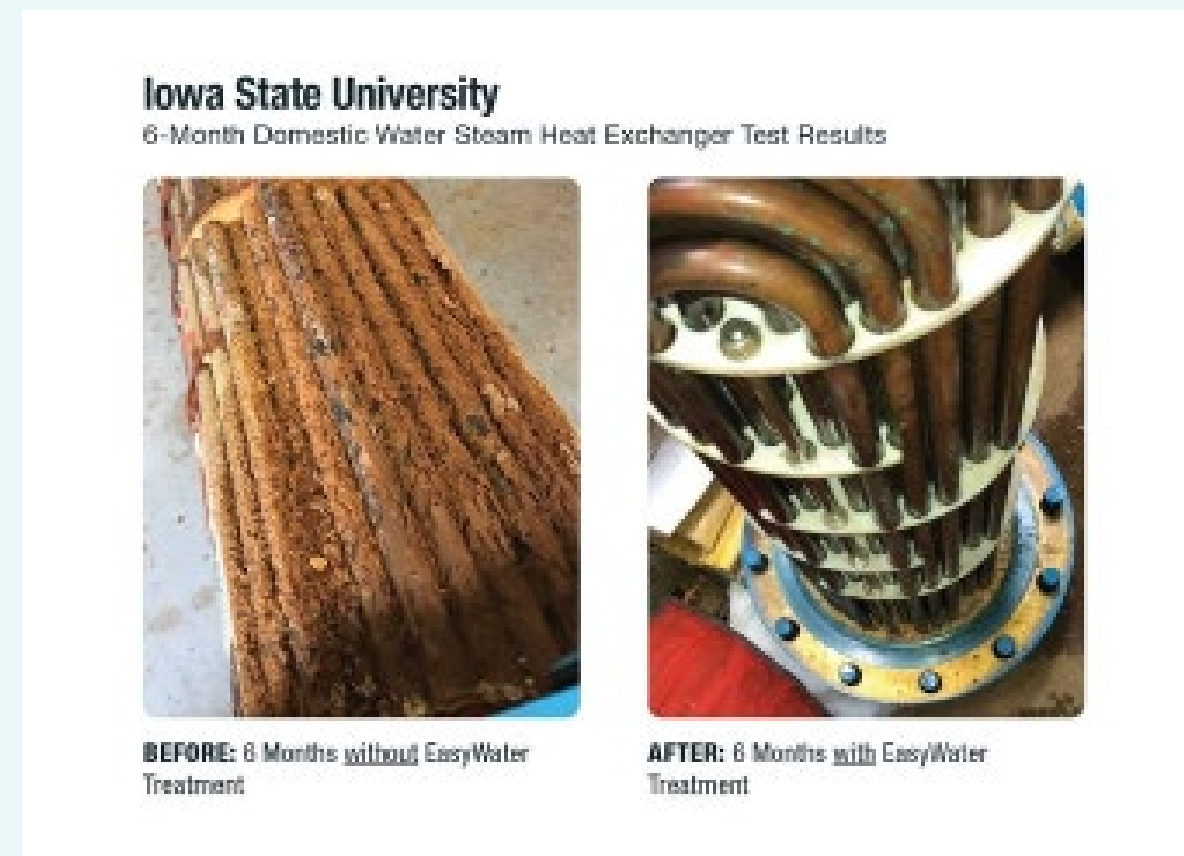 Iowa State University
6-Month Domestic Water Steam Heat Exchanger Test Results
BEFORE: 6 Months without EasyWater
Treatment
AFTER: 6 Months with EasyWater
Treatment